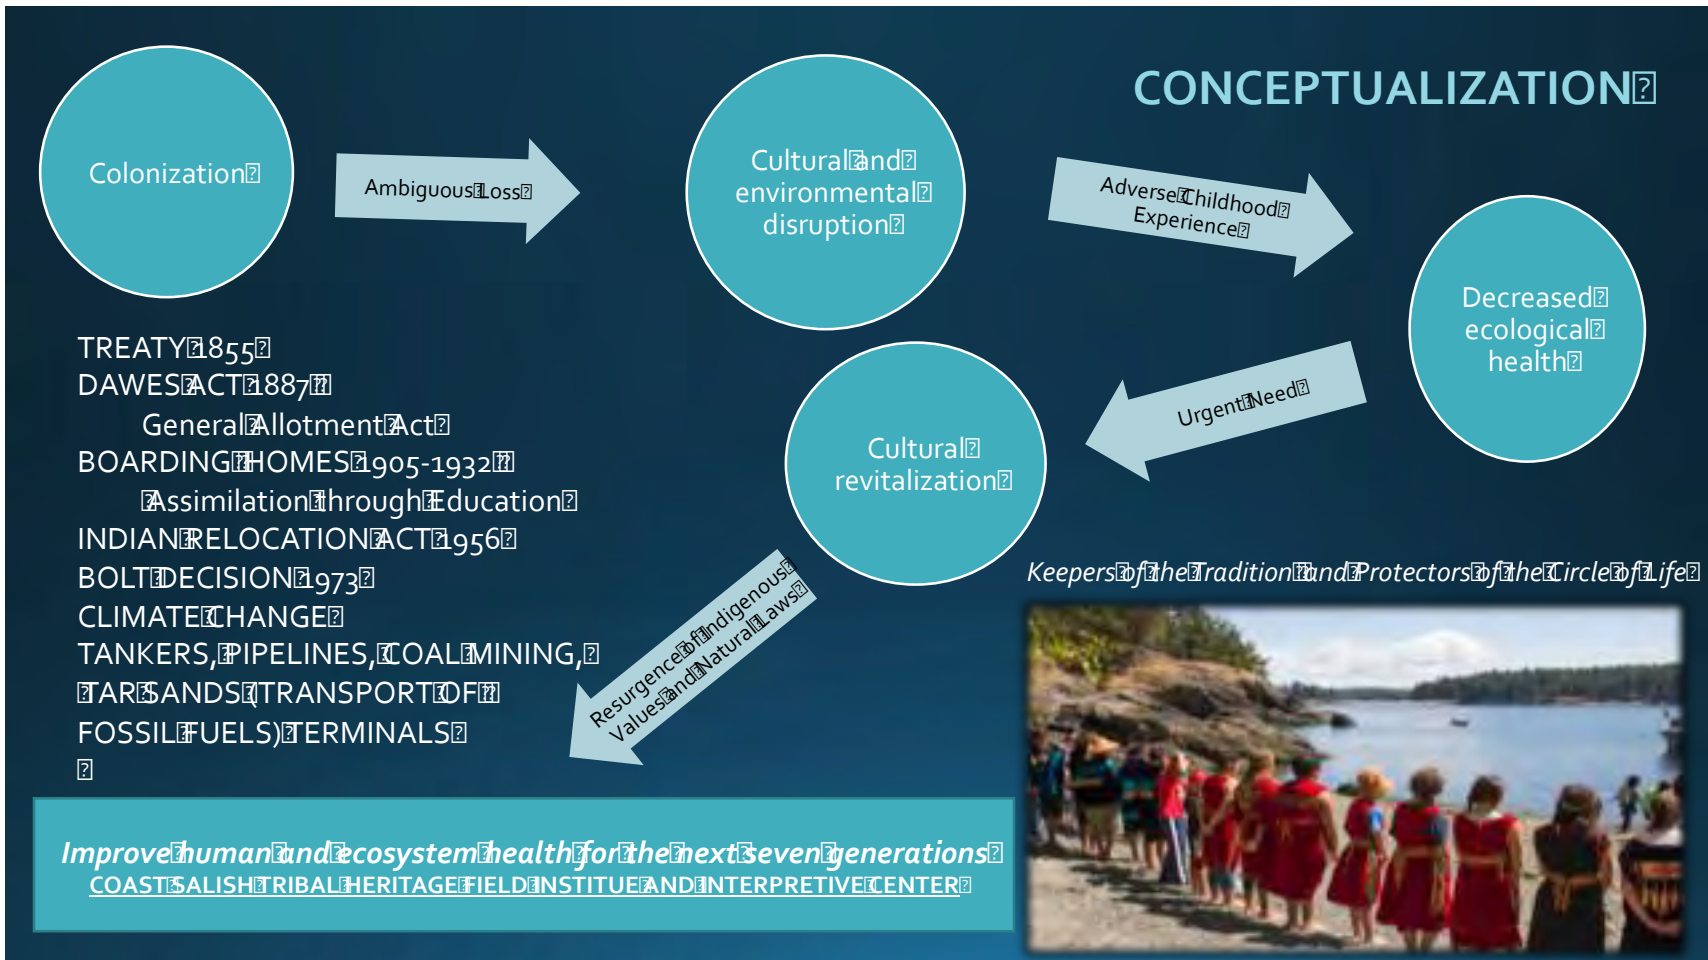 CONCEPTUALIZATION
Colonization
Ambiguous Loss
Cultural and
environmental
disruption
Adverse Childhood
Experience
Decreased
ecological
health
Urgent Need
Cultural
revitalization
Resurgence of Indigenous
Values and Natural Laws
TREATY 1855
DAWES ACT 1887
General Allotment Act
BOARDING HOMES 1905-1932
Assimilation through Education
INDIAN RELOCATION ACT 1956
BOLT DECISION 1973
CLIMATE CHANGE
TANKERS, PIPELINES, COAL MINING,
TAR SANDS (TRANSPORT OF
FOSSIL FUELS) TERMINALS
Keepers of the Tradition and Protectors of the Circle of Life
Improve human and ecosystem health for the next seven generations
COAST SALISH TRIBAL HERITAGE FIELD INSTITUE AND INTERPRETIVE CENTER